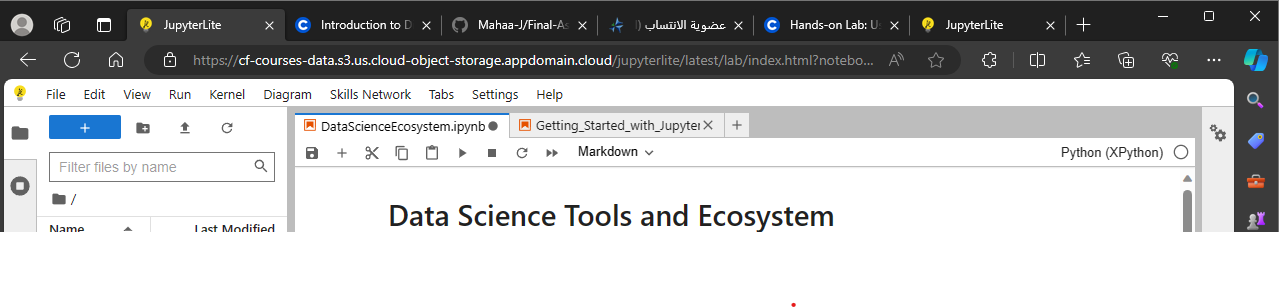 JupyterLite
Introduction to D
Mahaa-J/Final-As
عضوية الانتساب (ا
Hands-on Lab: Us
JupyterLite
https://cf-courses-data.s3.us.cloud-object-storage.appdomain.cloud/jupyterlite/latest/lab/index.html?notebo...
File Edit View Run Kernel Diagram Skills Network Tabs Settings Help
DataScienceEcosystem.ipynb
Getting_Started_with_Jupyter
Markdown
Python (XPython)
Filter files by name
/
Name
Last Modified
Data Science Tools and Ecosystem